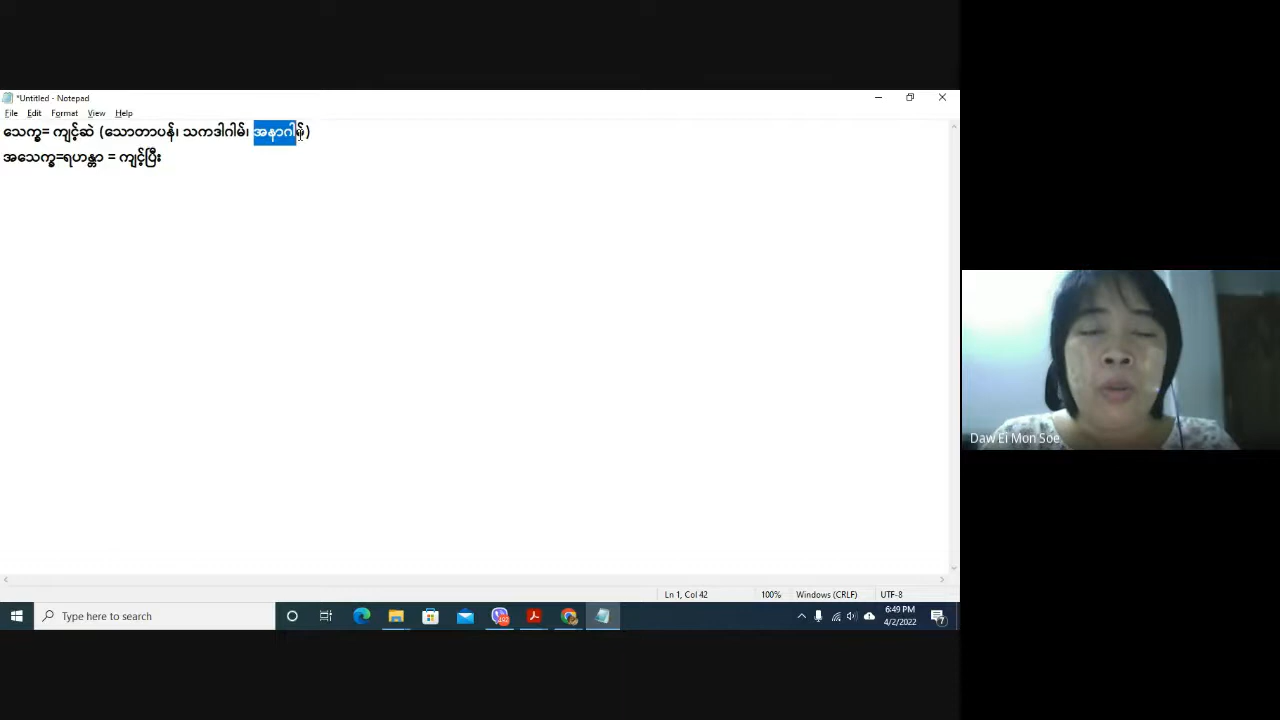 *Untitled - Notepad
File Edit Format View Help
သေက္ခ= ကျင့်ဆဲ (သောတာပန်၊ သကဒါဂါမ်၊ အနာဂါမ်)
အသေက္ခ=ရဟန္တာ = ကျင့်ပြီး
Daw Ei Mon Soe
Ln 1, Col 42 100% Windows (CRLF) UTF-8
Type here to search
6:49 PM
4/2/2022
7